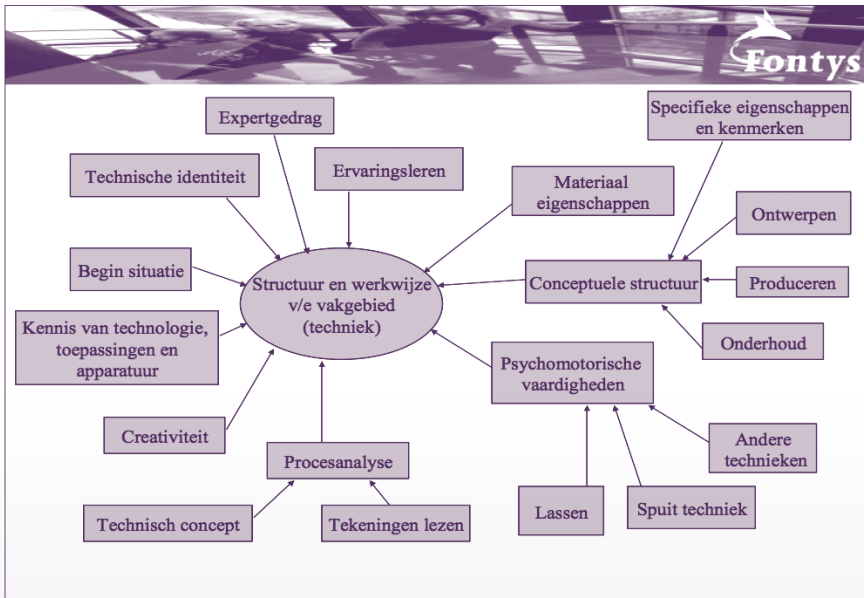 Fontys
Specifieke eigenschappen
en kenmerken
Expertgedrag
Ervaringsleren
Technische identiteit
Materiaal
eigenschappen
Ontwerpen
Begin situatie
Structuur en werkwijze
v/e vakgebied
(techniek)
Conceptuele structuur
Produceren
Kennis van technologie,
toepassingen en
apparatuur
Onderhoud
Psychomotorische
vaardigheden
Creativiteit
Andere
technieken
Procesanalyse
Lassen
Spuit techniek
Technisch concept
Tekeningen lezen